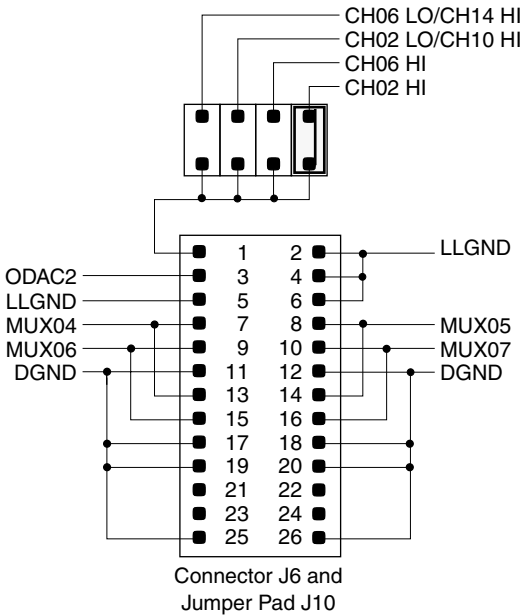 CH06 LO/CH14 HI
CH02 LO/CH10 HI
CH06 HI
CH02 HI
1 2 LLGND
ODAC2 3 4
LLGND 5 6
MUX04 7 8 MUX05
MUX06 9 10 MUX07
DGND 11 12 DGND
13 14
15 16
17 18
19 20
21 22
23 24
25 26
Connector J6 and
Jumper Pad J10